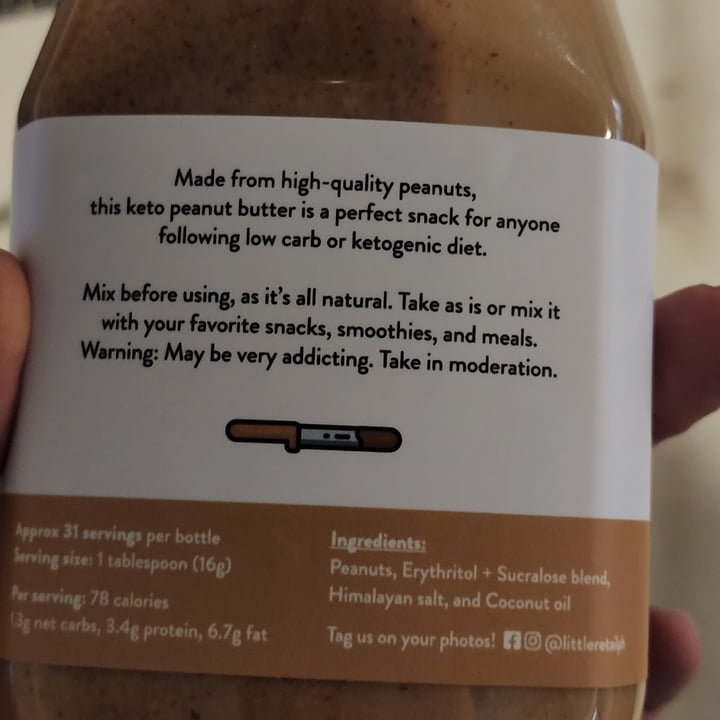 Made from high-quality peanuts,
this keto peanut butter is a perfect snack for anyone
following low carb or ketogenic diet.
Mix before using, as it's all natural. Take as is or mix it
with your favorite snacks, smoothies, and meals.
Warning: May be very addicting. Take in moderation.
Approx 31 servings per bottle
Serving size: 1 tablespoon (16g)
Per serving: 78 calories
1.3g net carbs, 3.4g protein, 6.7g fat
Ingredients:
Peanuts, Erythritol + Sucralose blend,
Himalayan salt, and Coconut oil
Tag us on your photos!